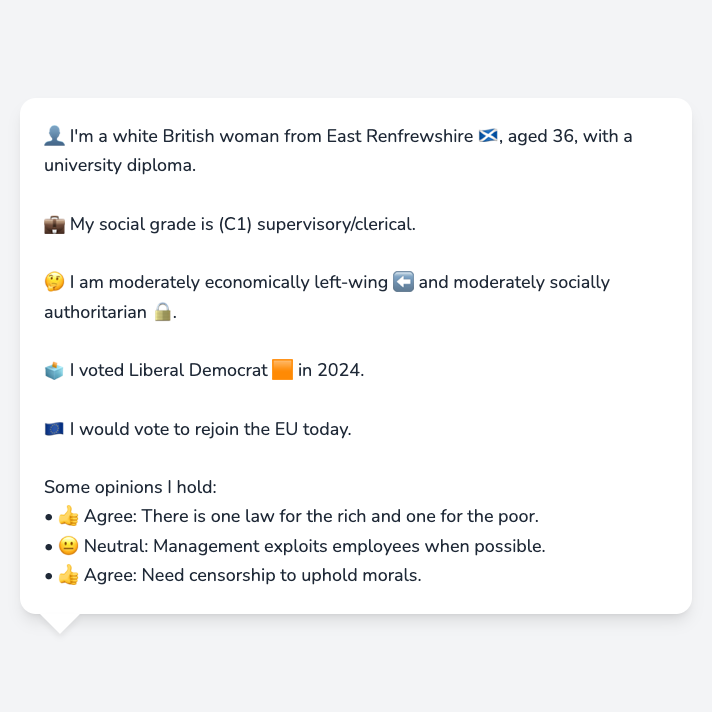 👤 I'm a white British woman from East Renfrewshire 🏴󠁧󠁢󠁳󠁣󠁴󠁿, aged 36, with a
university diploma.
💼 My social grade is (C1) supervisory/clerical.
🤔 I am moderately economically left-wing ⬅️ and moderately socially
authoritarian 🔒.
🗳️ I voted Liberal Democrat 🟧 in 2024.
🇪🇺 I would vote to rejoin the EU today.
Some opinions I hold:
• 👍 Agree: There is one law for the rich and one for the poor.
• 😐 Neutral: Management exploits employees when possible.
• 👍 Agree: Need censorship to uphold morals.